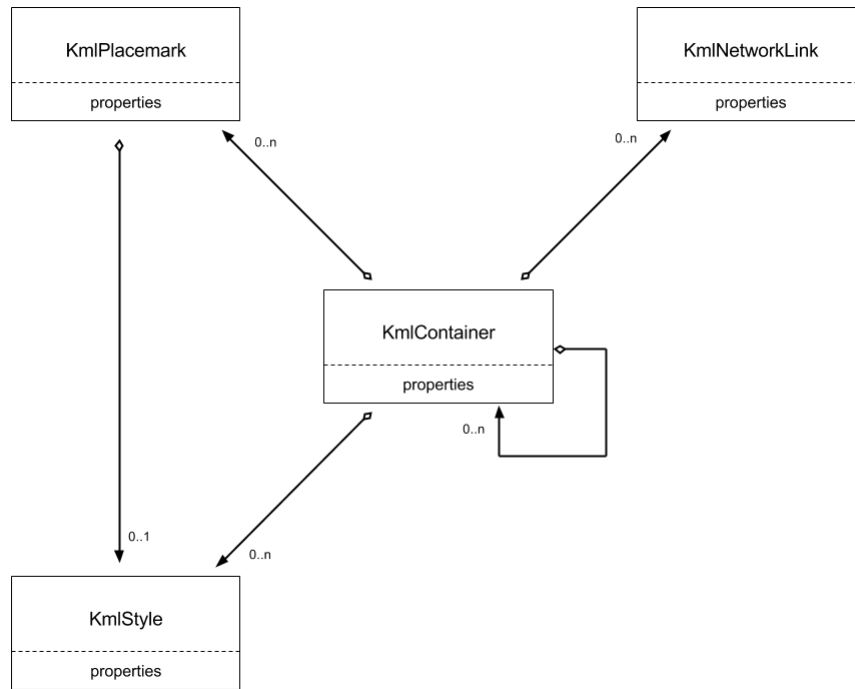 KmlPlacemark
properties
KmlNetworkLink
properties
0..n
0..n
KmlContainer
properties
0..n
0..1
0..n
KmlStyle
properties